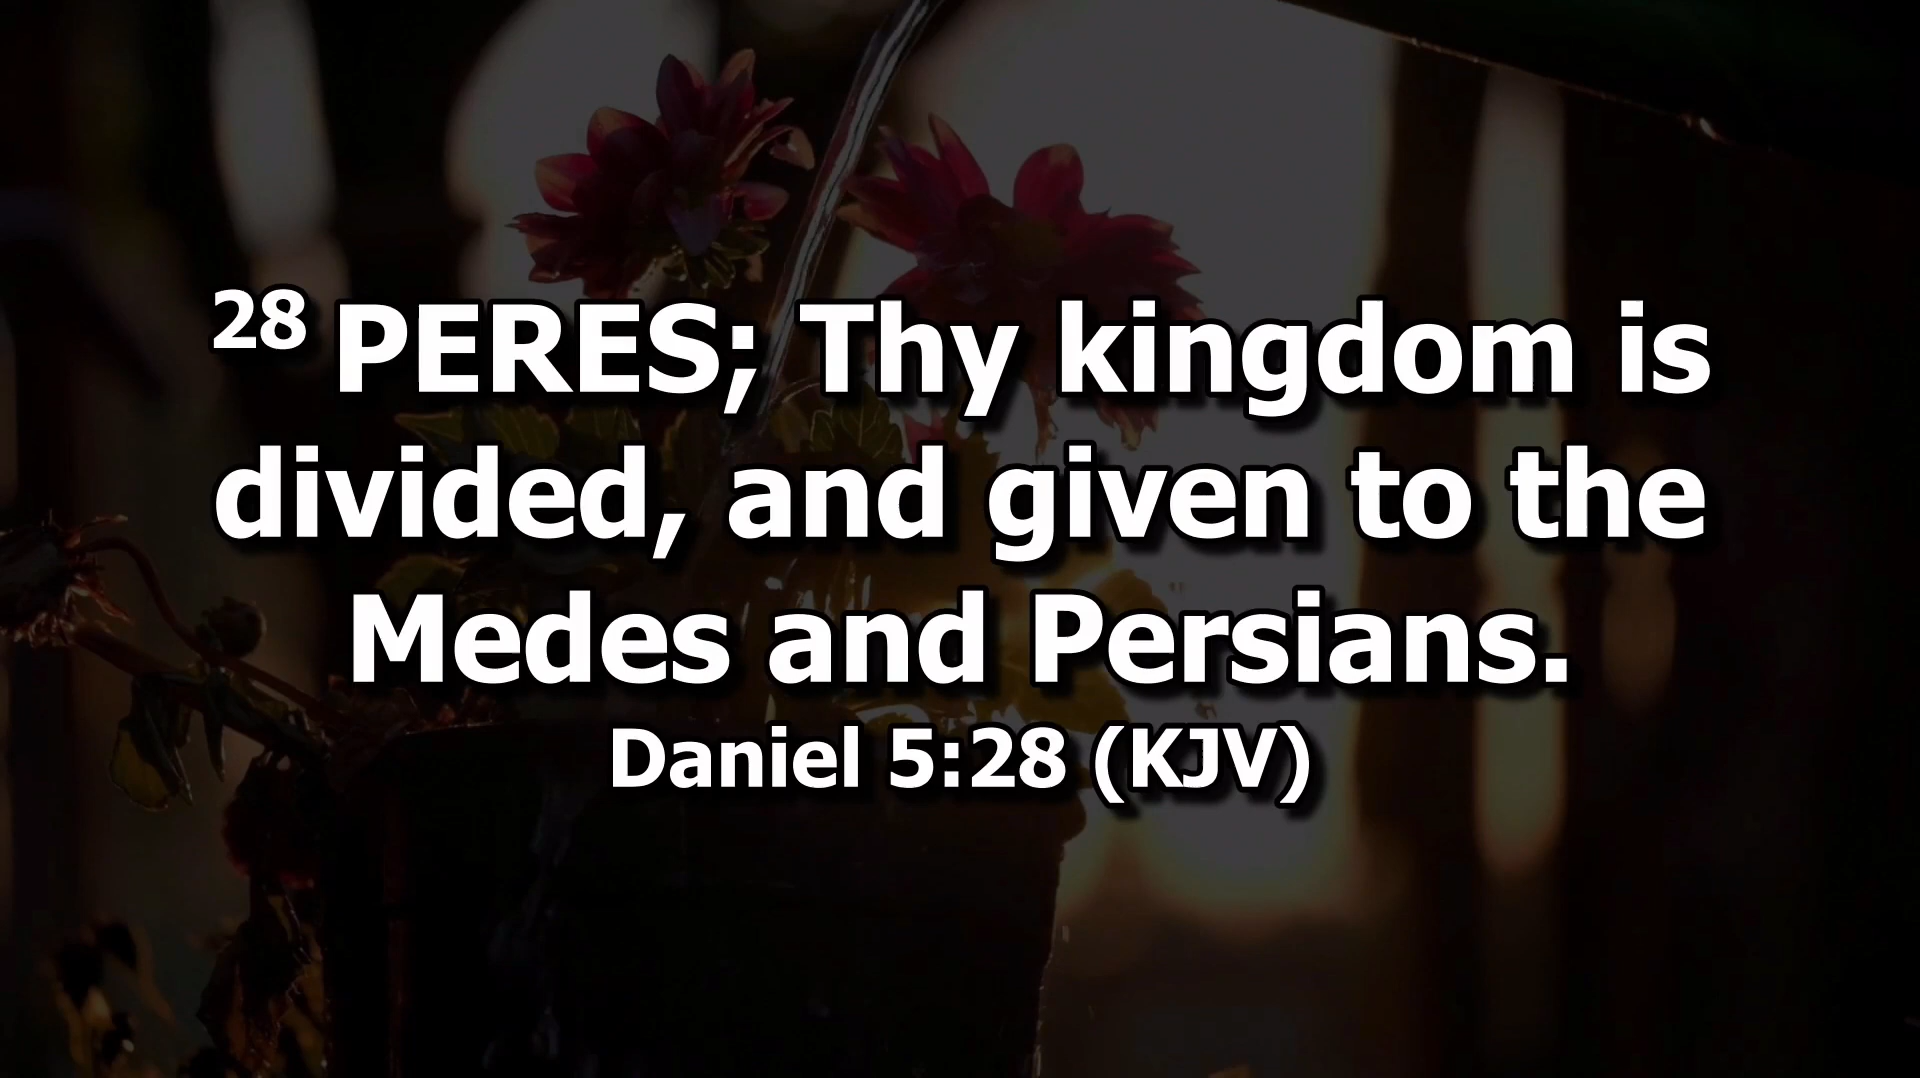 28 PERES; Thy kingdom is
divided, and given to the
Medes and Persians.
Daniel 5:28 (KJV)